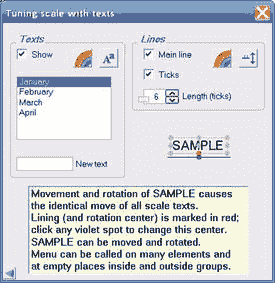 Tuning scale with texts
Texts
Show
Aa
January
February
March
April
New text
Lines
Main line
Ticks
6 Length (ticks)
SAMPLE
Movement and rotation of SAMPLE causes
the identical move of all scale texts.
Lining (and rotation center) is marked in red;
click any violet spot to change this center.
SAMPLE can be moved and rotated.
Menu can be called on many elements and
at empty places inside and outside groups.